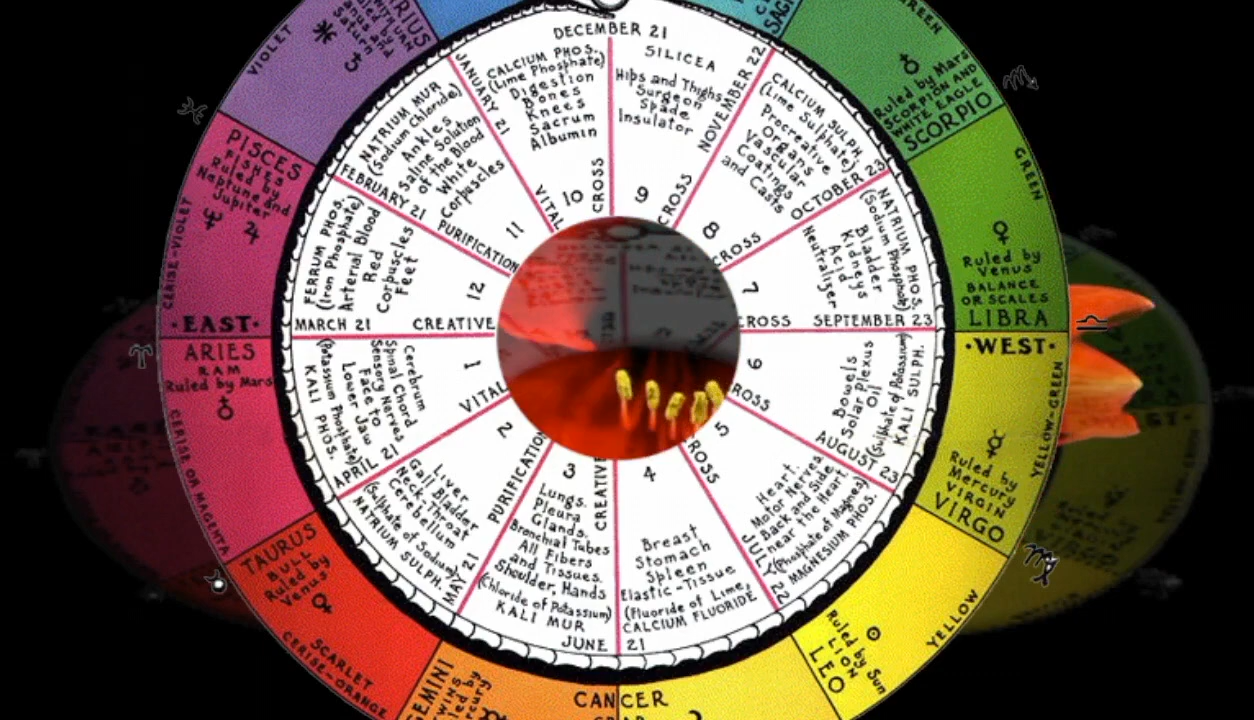 DECEMBER 21
SILICEA
Hips and Thighs
Surgeon
Spade
Insulator
9
CROSS
NOVEMBER 22
CALCIUM SULPH.
(Lime Sulphate)
Procreative
Organs
Vascular
Coatings
and Casts
8
CROSS
OCTOBER 23
NATRIUM PHOS.
(Sodium Phosphate)
Bladder
Kidneys
Acid
Neutralizer
7
CROSS
SEPTEMBER 23
KALI SULPH.
(Sulphate of Potassium)
Oil
Solar Plexus
Bowels
6
ROSS
AUGUST 23
Heart.
Motor Nerves
Back and Side
near the Heart.
(Phosphate of Magnes)
MAGNESIUM PHOS.
5
ROSS
JULY 22
Breast
Stomach
Spleen
Elastic-Tissue
(Fluoride of Lime,
CALCIUM FLUORIDE
4
JUNE 21
Lungs.
Pleura
Glands.
Bronchial Tubes
All Fibers
and Tissues.
Shoulder, Hands
(Chloride of Potassium)
KALI MUR
3
CREATIVE
MAY 21
Liver
Gall Bladder
Neck-Throat
Cerebellum
(Sulphate of Sodium)
NATRIUM SULPH.
2
PURIFICATION
APRIL 21
Cerebrum
Spinal Chord
Sensory Nerves
Face to
Lower Jaw
(Potassium Phosphate)
KALI PHOS.
1
VITAL
MARCH 21
CREATIVE
FERRUM PHOS.
(Iron Phosphate)
Arterial Blood
Red
Corpuscles
Feet
12
PURIFICATION
FEBRUARY 21
NATRIUM MUR
(Sodium Chloride)
Ankles
saline Solution
of the Blood
White
Corpuscles
11
VITAL
JANUARY 21
CALCIUM PHOS.
(Lime Phosphate)
Digestion
Bones
Knees
Sacrum
Albumin
10
CROSS
GREEN
Ruled by Mars
SCORPION AND
WHITE EAGLE
SCORPIO
GREEN
Ruled by
Venus
BALANCE
OR SCALES
LIBRA
·WEST·
YELLOW-GREEN
Ruled by
Mercury
VIRGIN
VIRGO
YELLOW
Ruled by Sun
LION
LEO
CANCER
GEMINI
SCARLET
CERISE-ORANGE
TAURUS
BULL
Ruled by
Venus
CERISE OR MAGENTA
ARIES
RAM
Ruled by Mars
·EAST·
CERISE-VIOLET
PISCES
FISHES
Ruled by
Neptune and
Jupiter
VIOLET
Saturn